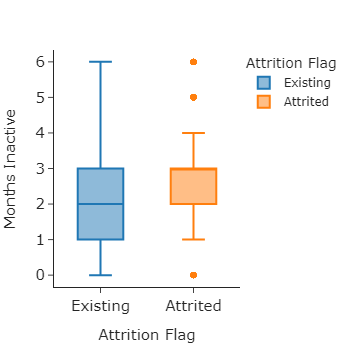 Attrition Flag
Existing
Attrited
6
5
4
3
2
1
0
Months Inactive
Existing
Attrited
Attrition Flag